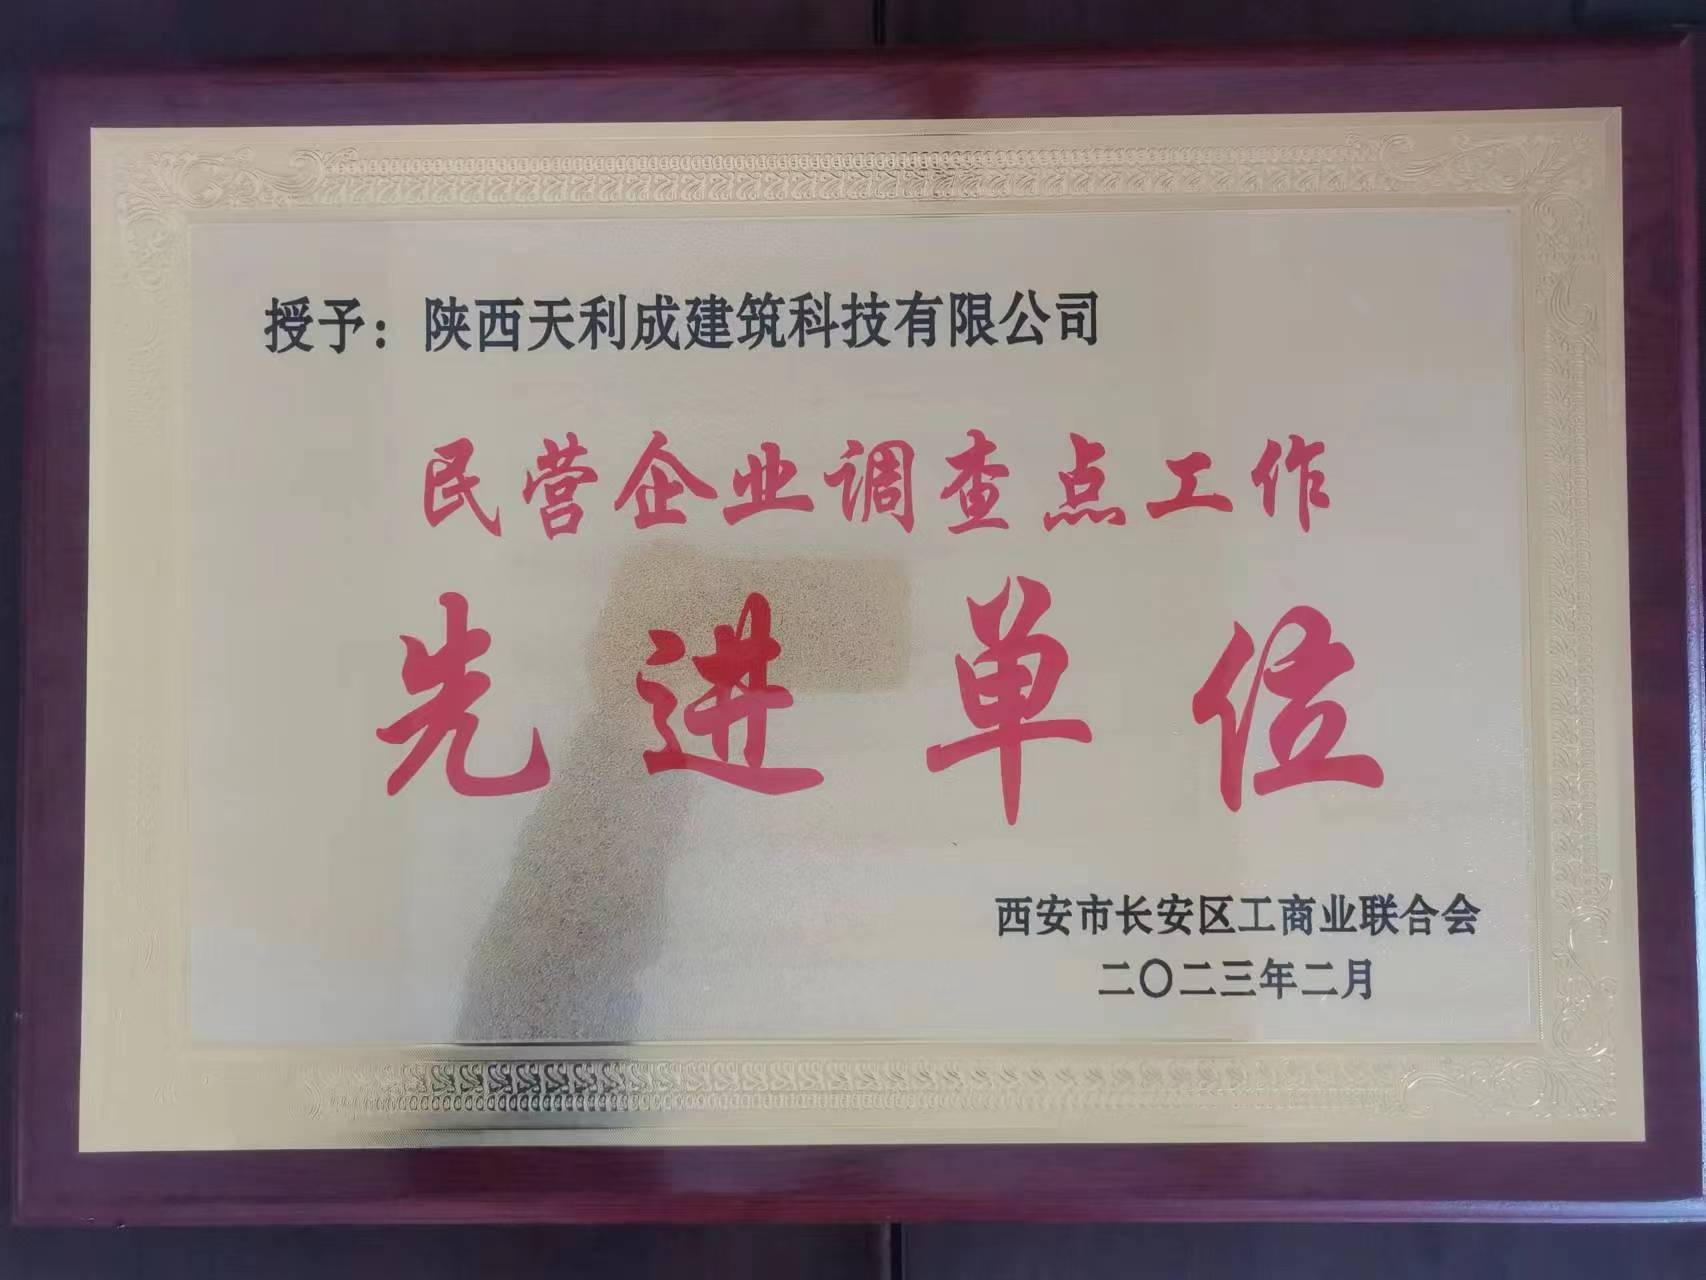 授予：陕西天利成建筑科技有限公司
民营企业调查点工作
先进单位
西安市长安区工商业联合会
二〇二三年二月